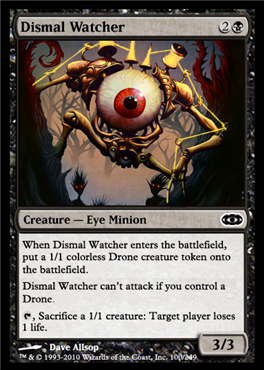 Dismal Watcher 2
Creature — Eye Minion
When Dismal Watcher enters the battlefield,
put a 1/1 colorless Drone creature token onto
the battlefield.
Dismal Watcher can't attack if you control a
Drone.
, Sacrifice a 1/1 creature: Target player loses
1 life.
Dave Allsop
™ & © 1993-2010 Wizards of the Coast, Inc. 100/249
3/3